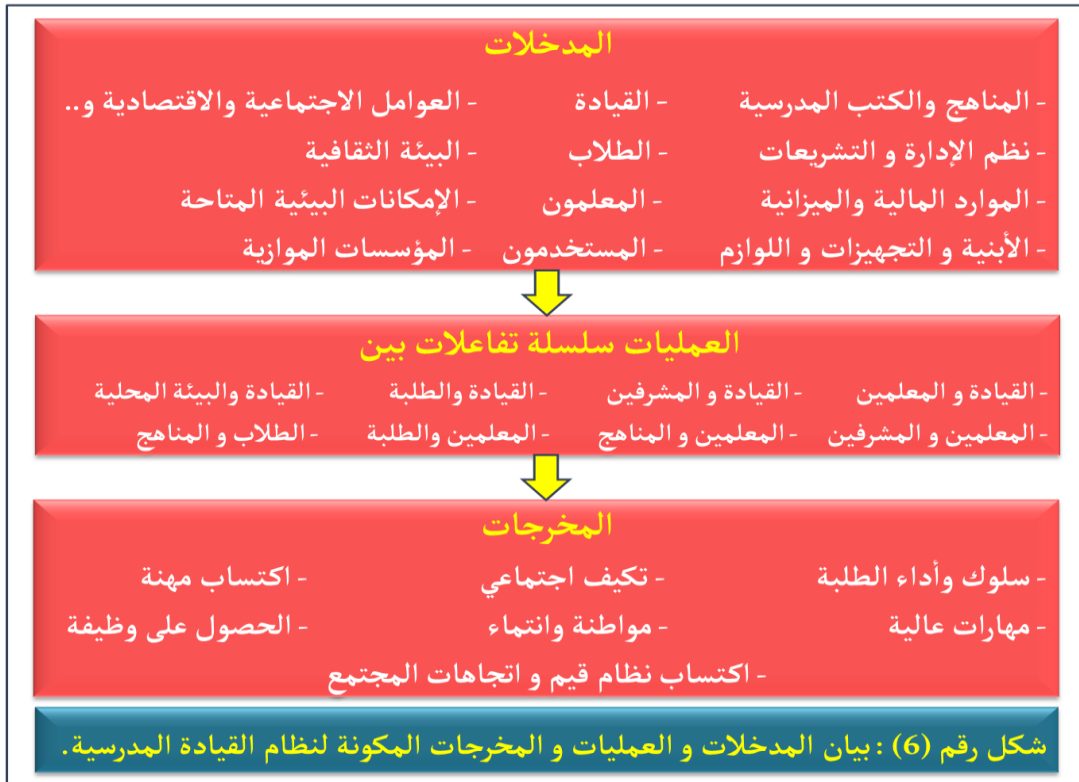 المدخلات
- المناهج والكتب المدرسية - القيادة - العوامل الاجتماعية والاقتصادية و..
- نظم الإدارة و التشريعات - الطلاب - البيئة الثقافية
- الموارد المالية والميزانية - المعلمون - الإمكانات البيئية المتاحة
- الأبنية و التجهيزات و اللوازم - المستخدمون - المؤسسات الموازية
العمليات سلسلة تفاعلات بين
- القيادة و المعلمين - القيادة و المشرفين - القيادة والطلبة - القيادة والبيئة المحلية
- المعلمين و المشرفين - المعلمين و المناهج - المعلمين والطلبة - الطلاب و المناهج
المخرجات
- سلوك وأداء الطلبة - تكيف اجتماعي - اكتساب مهنة
- مهارات عالية - مواطنة وانتماء - الحصول على وظيفة
- اكتساب نظام قيم و اتجاهات المجتمع
شكل رقم (6) : بيان المدخلات و العمليات و المخرجات المكونة لنظام القيادة المدرسية.